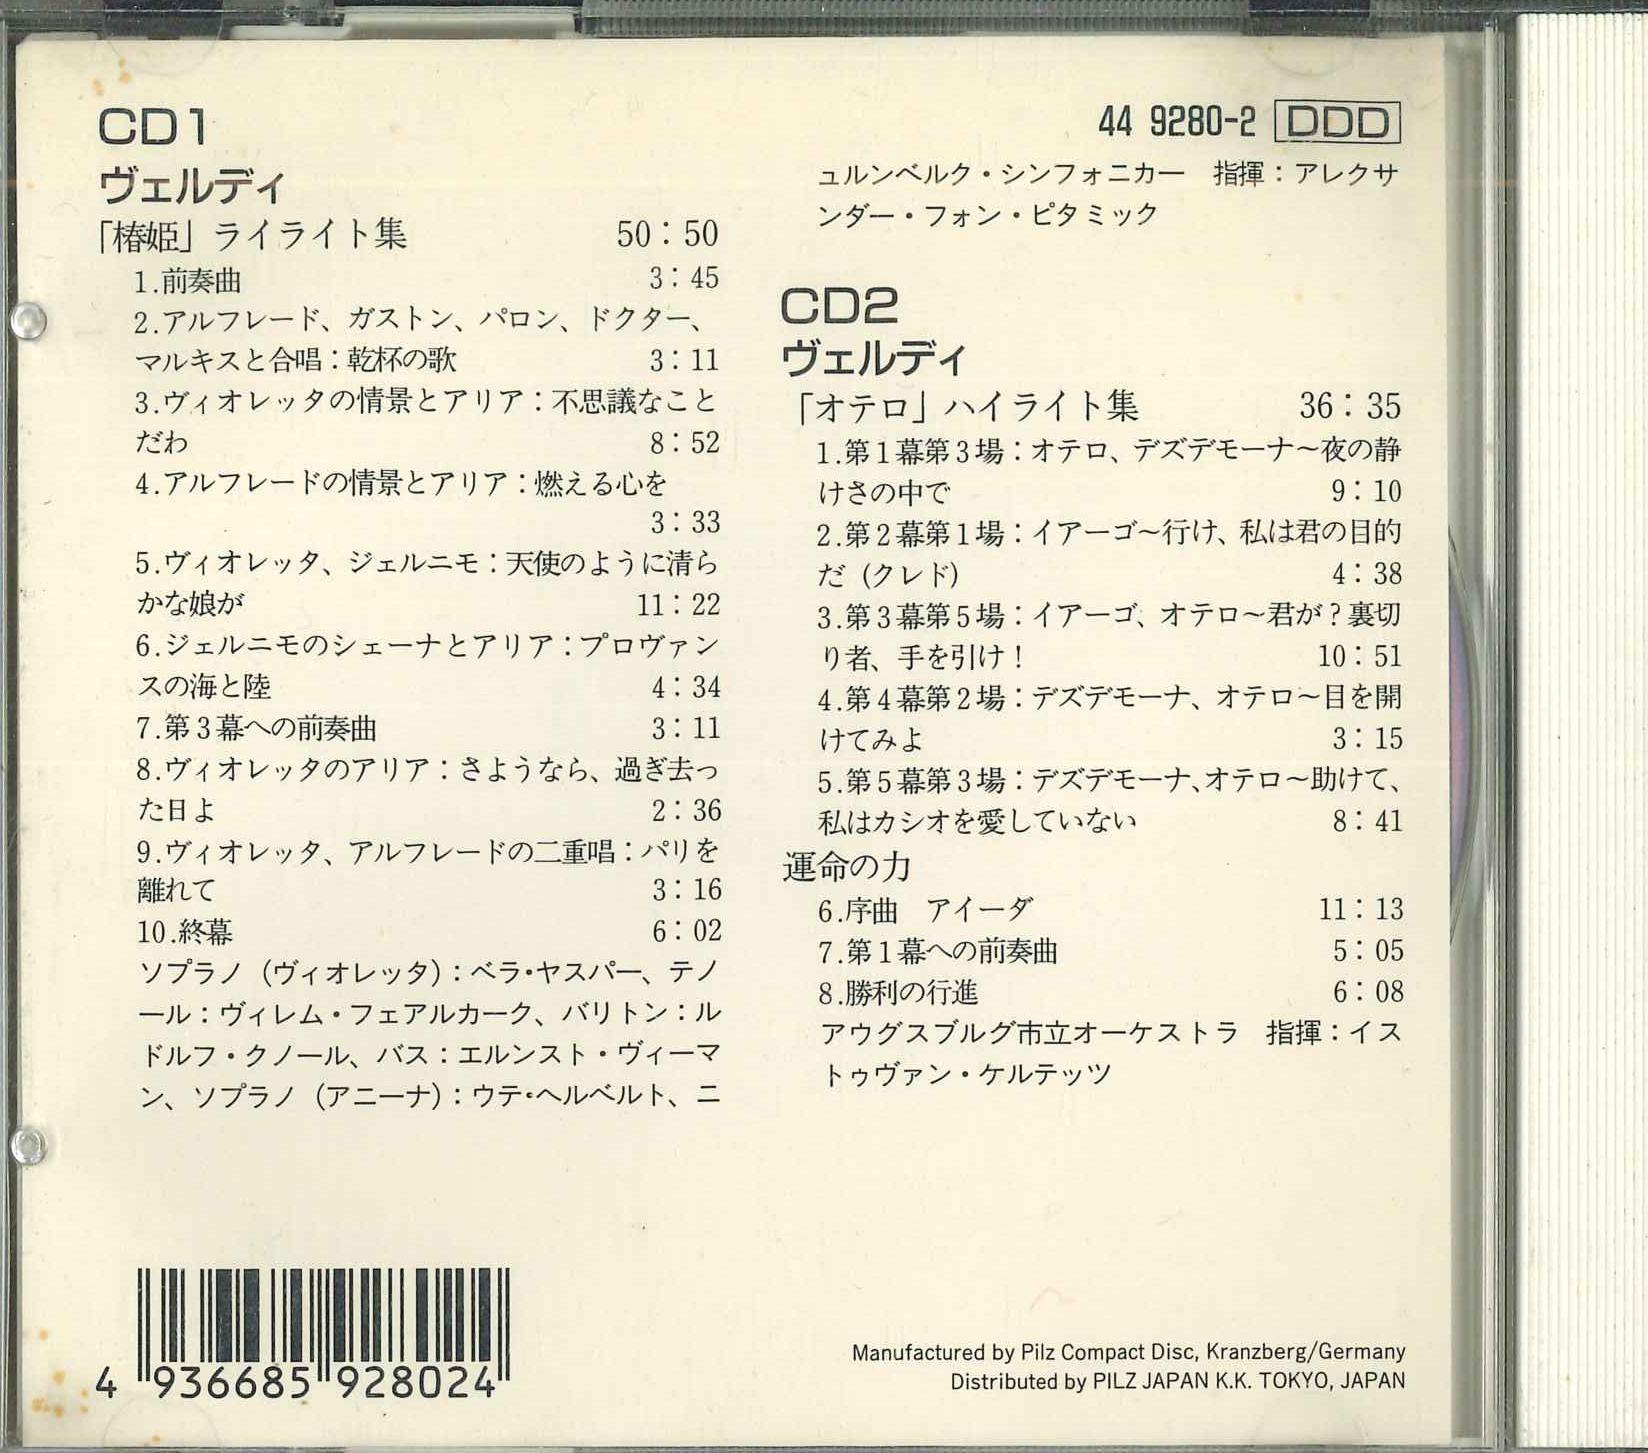 CD1
ヴェルディ
「椿姫」ライライト集 50：50
1.前奏曲 3：45
2.アルフレード、ガストン、パロン、ドクター、
マルキスと合唱：乾杯の歌 3：11
3.ヴィオレッタの情景とアリア：不思議なこと
だわ 8：52
4.アルフレードの情景とアリア：燃える心を
3：33
5.ヴィオレッタ、ジェルニモ：天使のように清ら
かな娘が 11：22
6.ジェルニモのシェーナとアリア：プロヴァン
スの海と陸 4：34
7.第3幕への前奏曲 3：11
8.ヴィオレッタのアリア：さようなら、過ぎ去っ
た日よ 2：36
9.ヴィオレッタ、アルフレードの二重唱：パリを
離れて 3：16
10.終幕 6：02
ソプラノ（ヴィオレッタ）：ベラ・ヤスパー、テノ
ール：ヴィレム・フェアルカーク、バリトン：ル
ドルフ・クノール、バス：エルンスト・ヴィーマ
ン、ソプラノ（アニーナ）：ウテ・ヘルベルト、ニ
44 9280-2 DDD
ュルンベルク・シンフォニカー　指揮：アレクサ
ンダー・フォン・ピタミック
CD2
ヴェルディ
「オテロ」ハイライト集 36：35
1.第1幕第3場：オテロ、デズデモーナ〜夜の静
けさの中で 9：10
2.第2幕第1場：イアーゴ〜行け、私は君の目的
だ（クレド） 4：38
3.第3幕第5場：イアーゴ、オテロ〜君が？裏切
り者、手を引け！ 10：51
4.第4幕第2場：デズデモーナ、オテロ〜目を開
けてみよ 3：15
5.第5幕第3場：デズデモーナ、オテロ〜助けて、
私はカシオを愛していない 8：41
運命の力
6.序曲　アイーダ 11：13
7.第1幕への前奏曲 5：05
8.勝利の行進 6：08
アウグスブルグ市立オーケストラ　指揮：イス
トゥヴァン・ケルテッツ
4 936685 928024
Manufactured by Pilz Compact Disc, Kranzberg/Germany
Distributed by PILZ JAPAN K.K. TOKYO, JAPAN